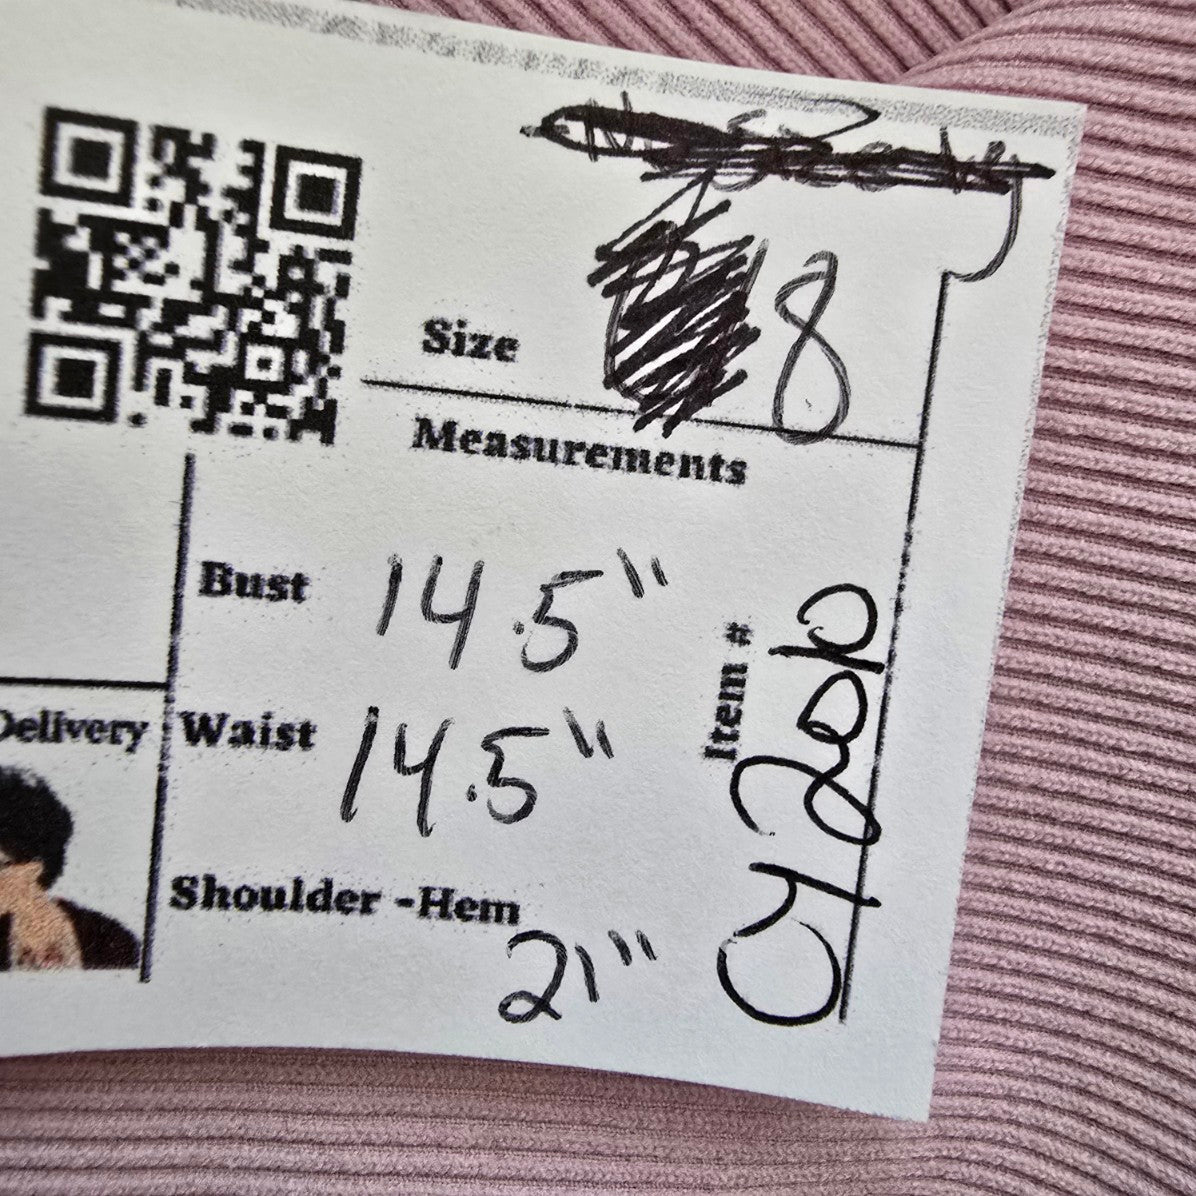 Size 8
Measurements
Bust 14.5"
Waist 14.5"
Shoulder -Hem
21"
Delivery
Item #